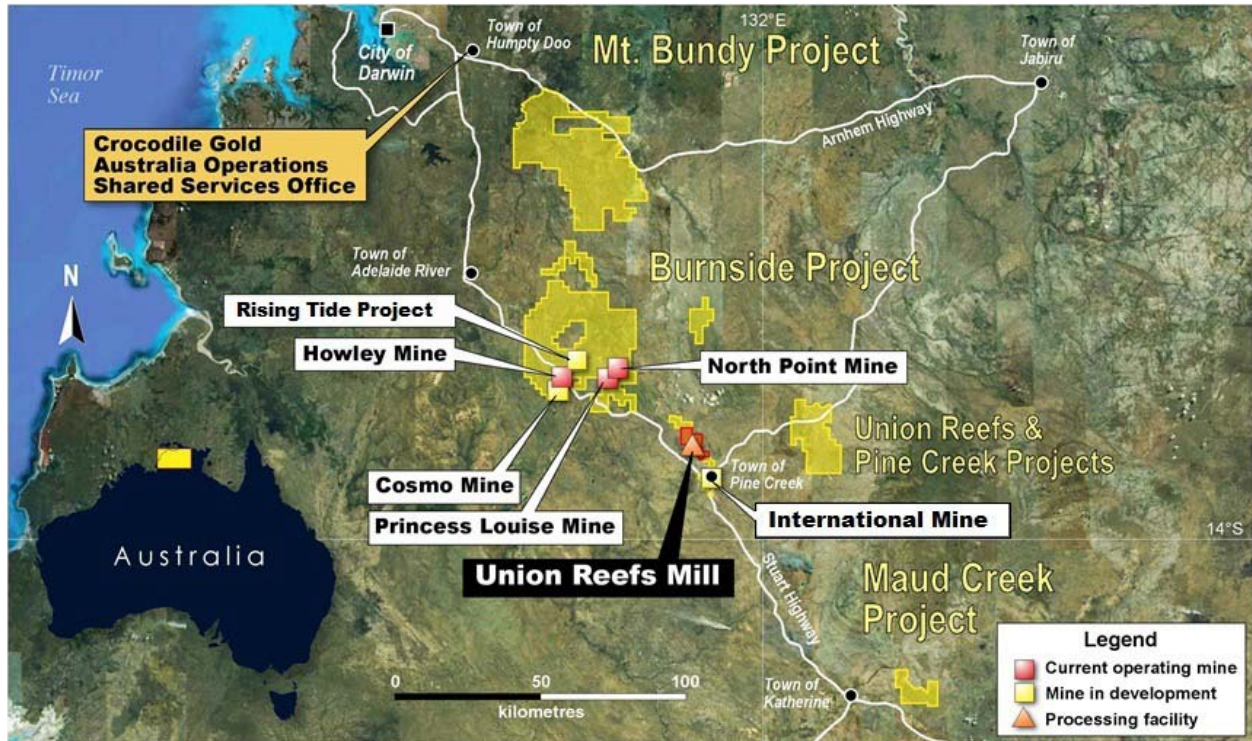 Timor
Sea
City of
Darwin
Town of
Humpty Doo
Mt. Bundy Project
132°E
Town of
Jabiru
Arnhem Highway
Crocodile Gold
Australia Operations
Shared Services Office
N
Town of
Adelaide River
Burnside Project
Rising Tide Project
Howley Mine
North Point Mine
Cosmo Mine
Princess Louise Mine
Union Reefs &
Pine Creek Projects
Town of
Pine Creek
International Mine
14°S
Union Reefs Mill
Australia
Stuart Highway
Maud Creek
Project
Town of
Katherine
0 50 100
kilometres
Legend
Current operating mine
Mine in development
Processing facility